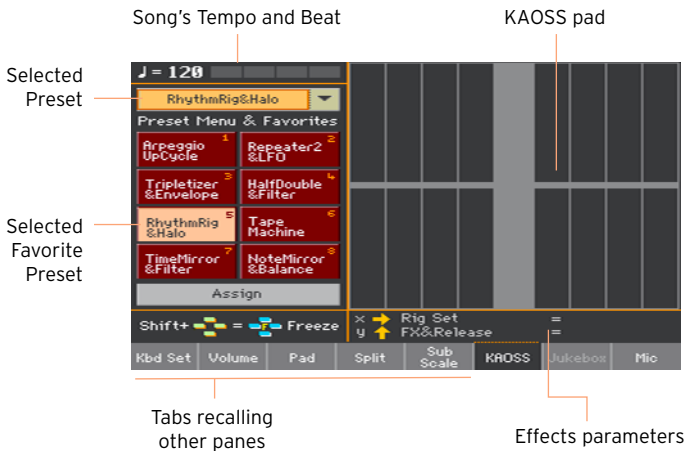 Song's Tempo and Beat
KAOSS pad
Selected
Preset
♩= 120
RhythmRig&Halo
Preset Menu & Favorites
Arpeggio
UpCycle
1
Repeater2
&LFO
2
Tripletizer
&Envelope
3
HalfDouble
&Filter
4
Selected
Favorite
Preset
RhythmRig
&Halo
5
Tape
Machine
6
TimeMirror
&Filter
7
NoteMirror
&Balance
8
Assign
Shift+ = F Freeze
x Rig Set =
y FX&Release =
Kbd Set
Volume
Pad
Split
Sub
Scale
KAOSS
Jukebox
Mic
Tabs recalling
other panes
Effects parameters